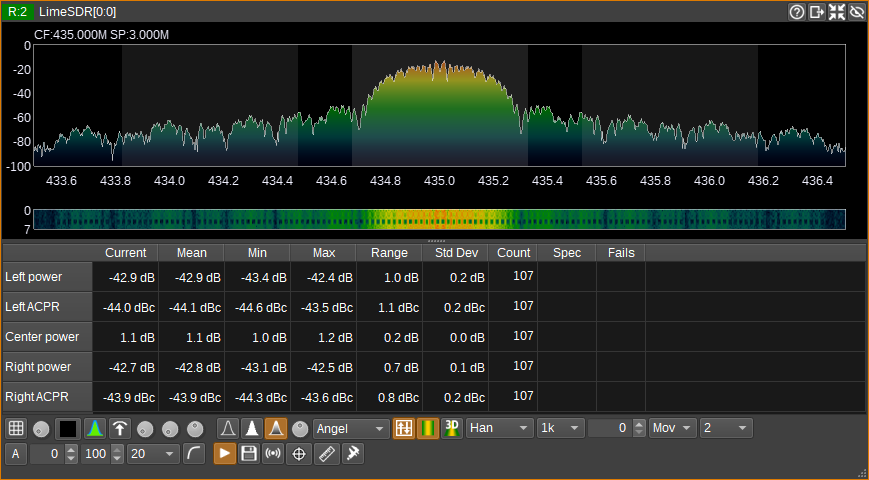 R:2 LimeSDR[0:0]
CF:435.000M SP:3.000M
0
-20
-40
-60
-80
-100
433.6 433.8 434.0 434.2 434.4 434.6 434.8 435.0 435.2 435.4 435.6 435.8 436.0 436.2 436.4
0
7
Current Mean Min Max Range Std Dev Count Spec Fails
Left power -42.9 dB -42.9 dB -43.4 dB -42.4 dB 1.0 dB 0.2 dB 107
Left ACPR -44.0 dBc -44.1 dBc -44.6 dBc -43.5 dBc 1.1 dBc 0.2 dBc 107
Center power 1.1 dB 1.1 dB 1.0 dB 1.2 dB 0.2 dB 0.0 dB 107
Right power -42.7 dB -42.8 dB -43.1 dB -42.5 dB 0.7 dB 0.1 dB 107
Right ACPR -43.9 dBc -43.9 dBc -44.3 dBc -43.6 dBc 0.8 dBc 0.2 dBc 107
Angel 3D Han 1k 0 Mov 2
A 0 100 20